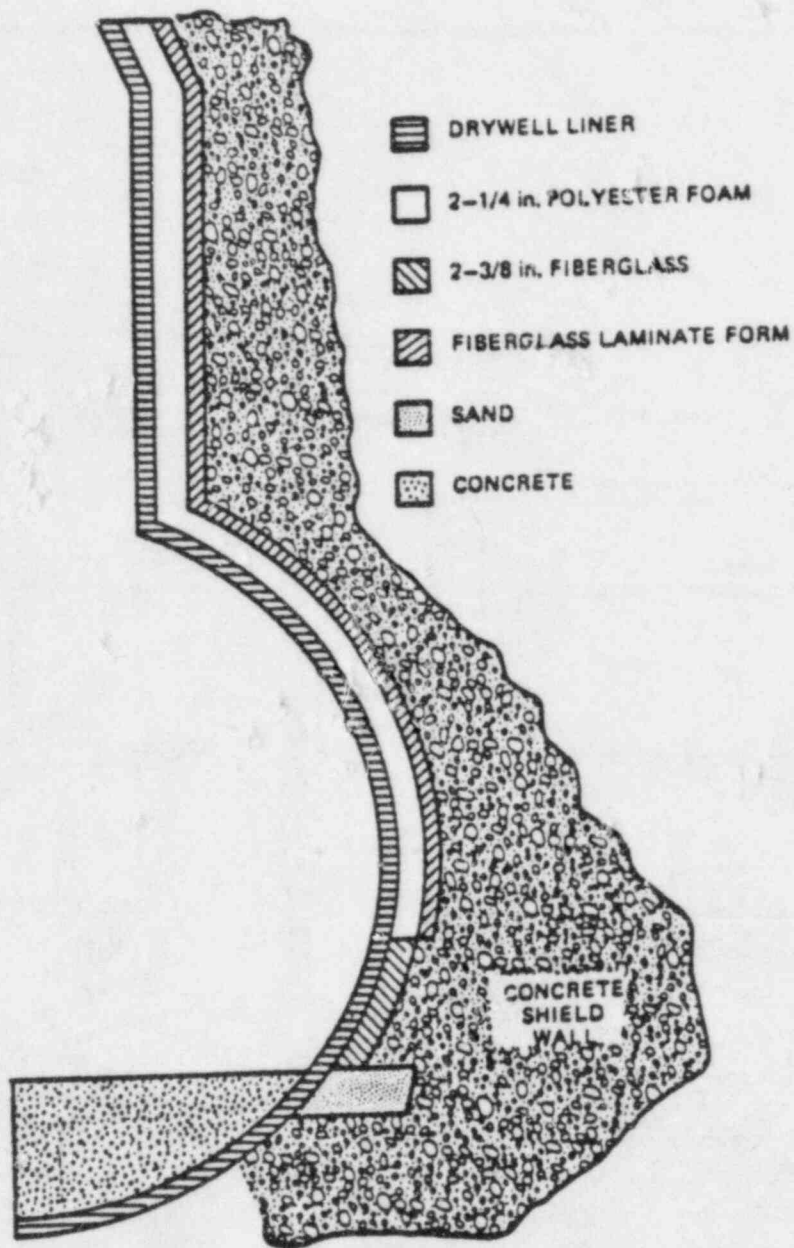 DRYWELL LINER
2-1/4 in. POLYESTER FOAM
2-3/8 in. FIBERGLASS
FIBERGLASS LAMINATE FORM
SAND
CONCRETE
CONCRETE
SHIELD
WALL